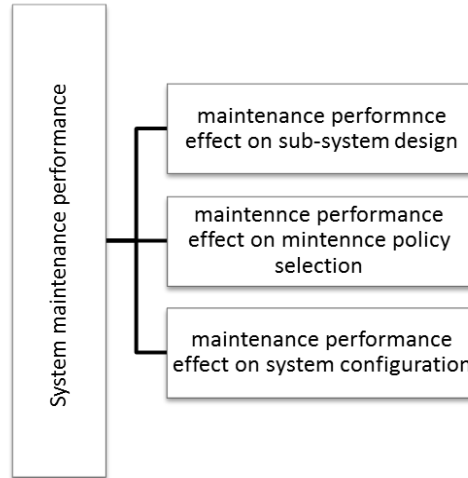 System maintenance performance
maintenance performnce
effect on sub-system design
maintennce performance
effect on mintennce policy
selection
maintenance performance
effect on system configuration